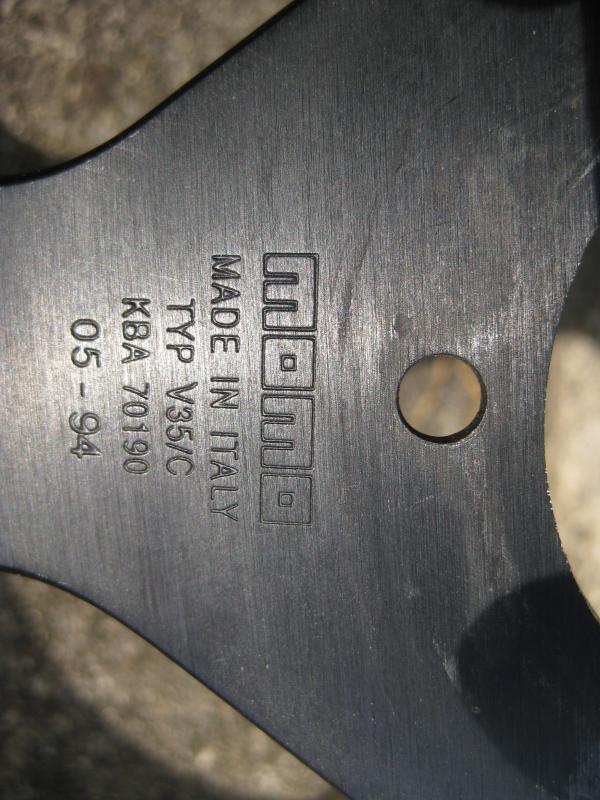 momo
MADE IN ITALY
TYP V35/C
KBA 70190
05-94